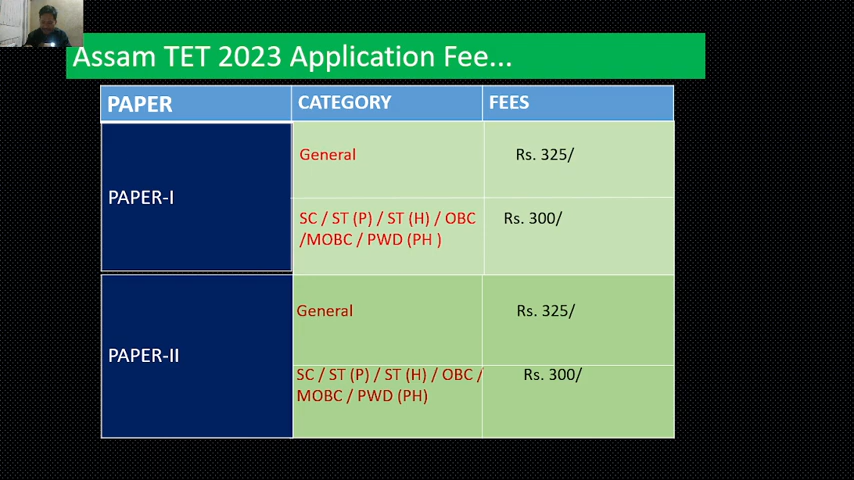 Assam TET 2023 Application Fee...
PAPER
CATEGORY
FEES
PAPER-I
General
Rs. 325/
SC / ST (P) / ST (H) / OBC
/MOBC / PWD (PH )
Rs. 300/
PAPER-II
General
Rs. 325/
SC / ST (P) / ST (H) / OBC /
MOBC / PWD (PH)
Rs. 300/